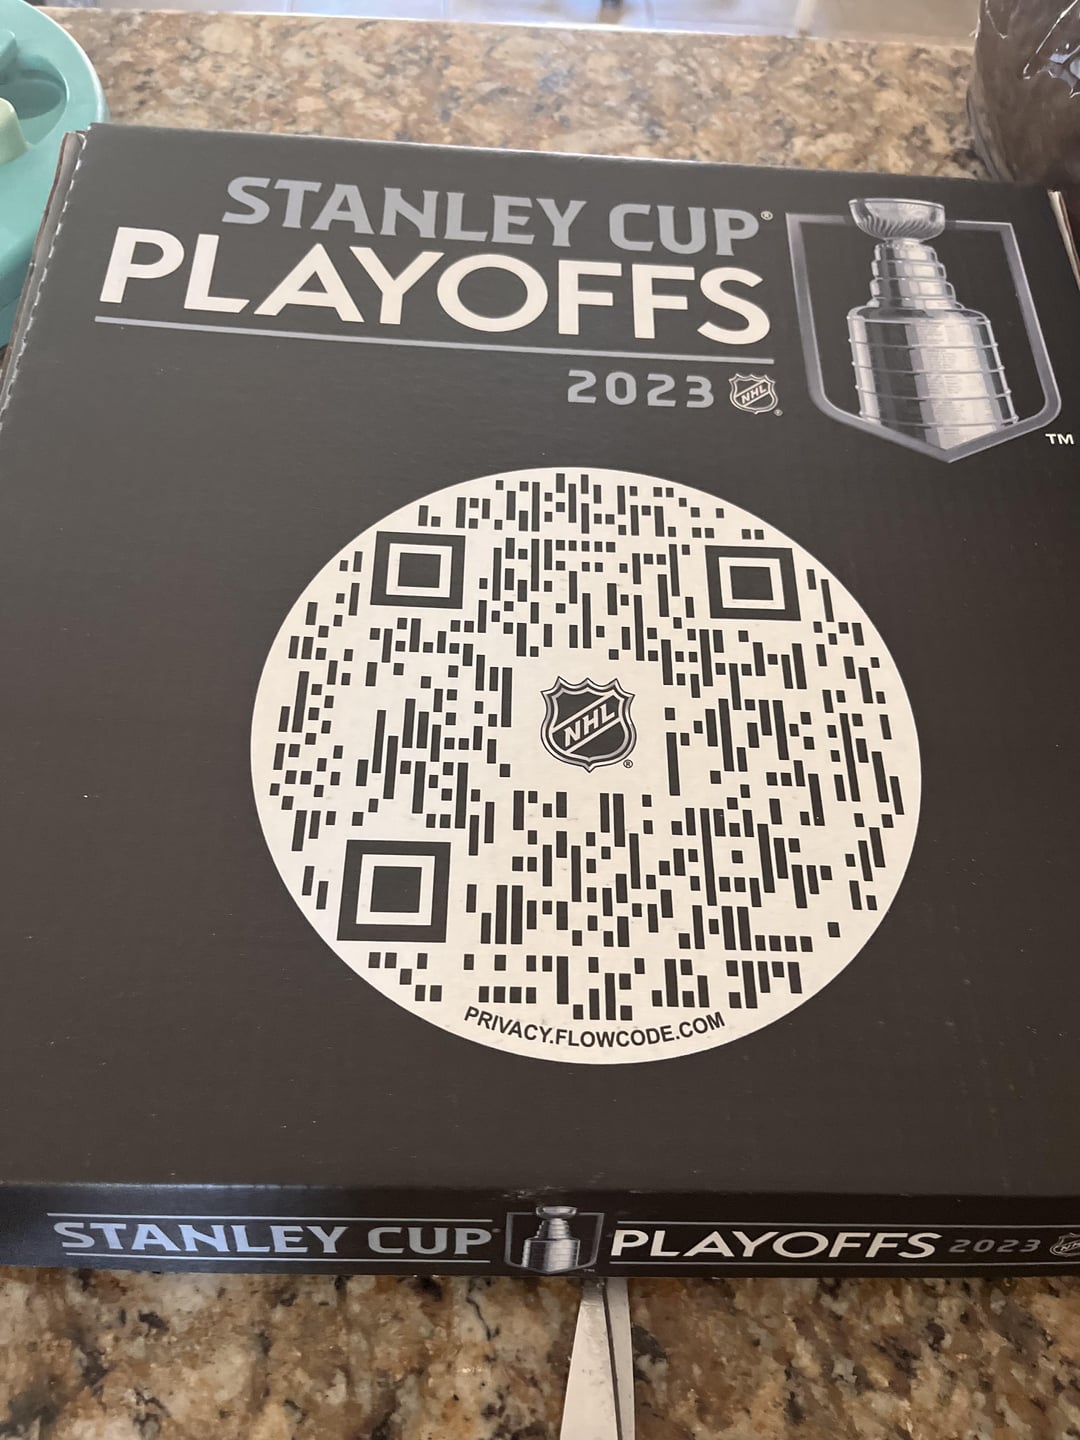 STANLEY CUP®
PLAYOFFS
2023 NHL®
TM
NHL®
PRIVACY.FLOWCODE.COM
STANLEY CUP PLAYOFFS 2023